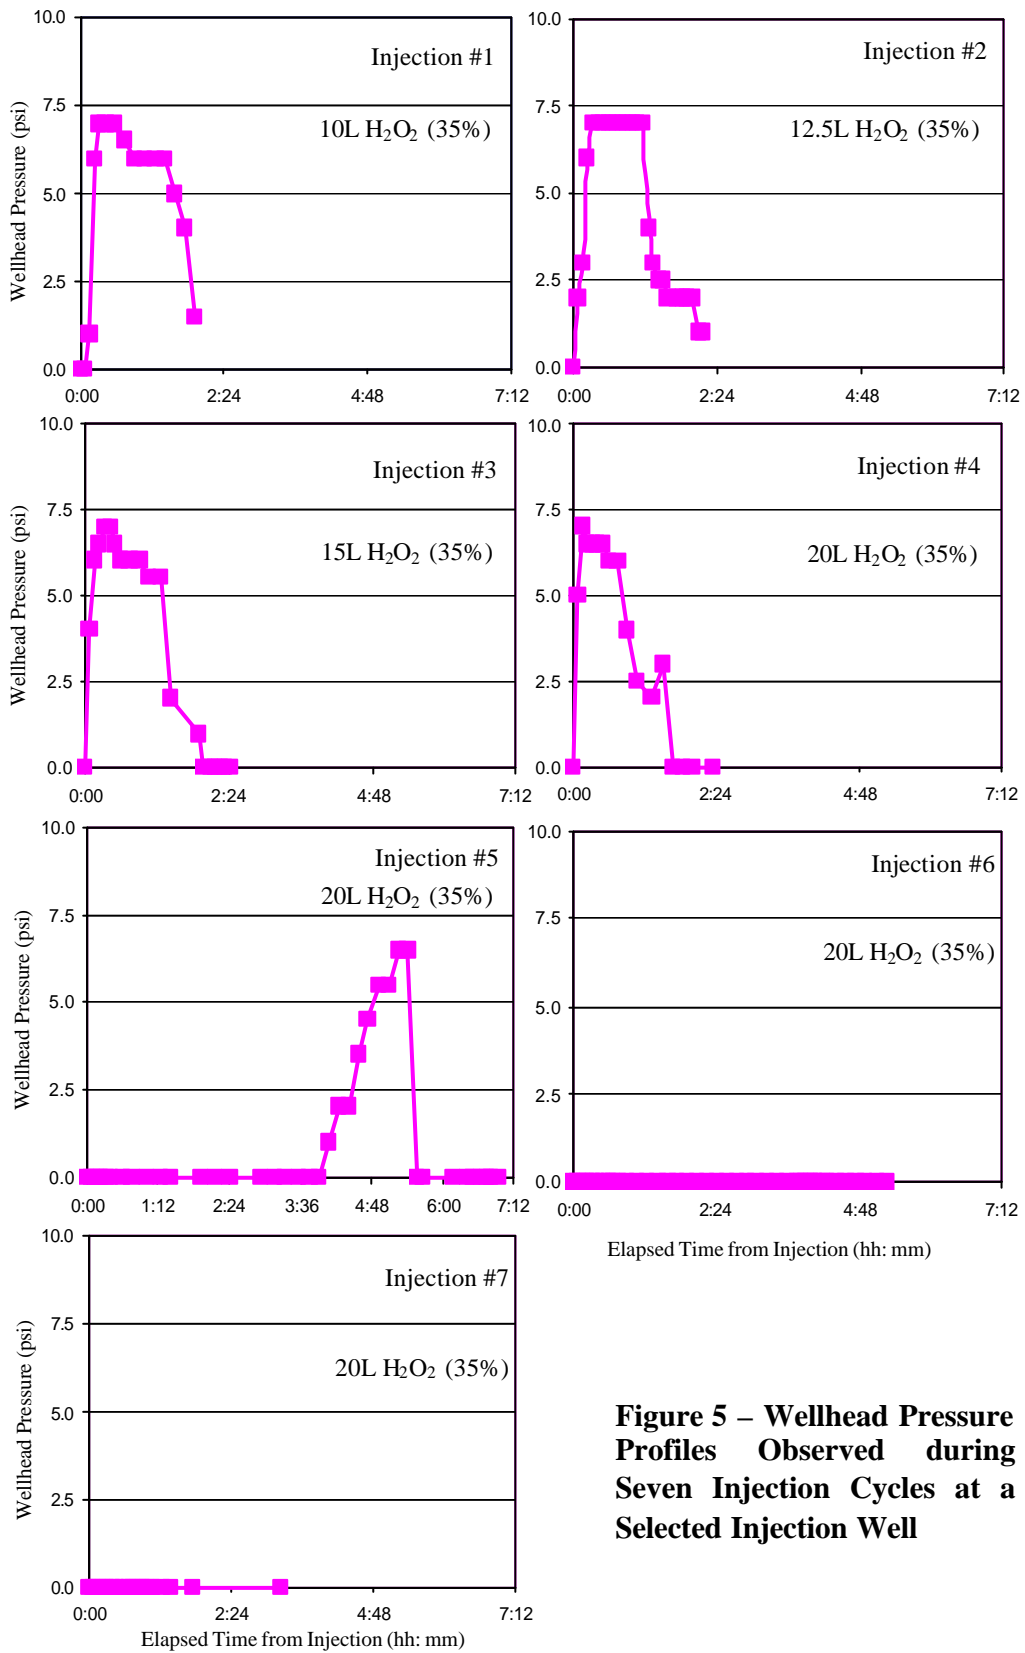 10.0
7.5
5.0
2.5
0.0
Wellhead Pressure (psi)
Injection #1
10L H₂O₂ (35%)
0:00 2:24 4:48 7:12
10.0
7.5
5.0
2.5
0.0
Injection #2
12.5L H₂O₂ (35%)
0:00 2:24 4:48 7:12
10.0
7.5
5.0
2.5
0.0
Wellhead Pressure (psi)
Injection #3
15L H₂O₂ (35%)
0:00 2:24 4:48 7:12
10.0
7.5
5.0
2.5
0.0
Injection #4
20L H₂O₂ (35%)
0:00 2:24 4:48 7:12
10.0
7.5
5.0
2.5
0.0
Wellhead Pressure (psi)
Injection #5
20L H₂O₂ (35%)
0:00 1:12 2:24 3:36 4:48 6:00 7:12
10.0
7.5
5.0
2.5
0.0
Injection #6
20L H₂O₂ (35%)
0:00 2:24 4:48 7:12
Elapsed Time from Injection (hh: mm)
10.0
7.5
5.0
2.5
0.0
Wellhead Pressure (psi)
Injection #7
20L H₂O₂ (35%)
0:00 2:24 4:48 7:12
Elapsed Time from Injection (hh: mm)
Figure 5 – Wellhead Pressure
Profiles Observed during
Seven Injection Cycles at a
Selected Injection Well